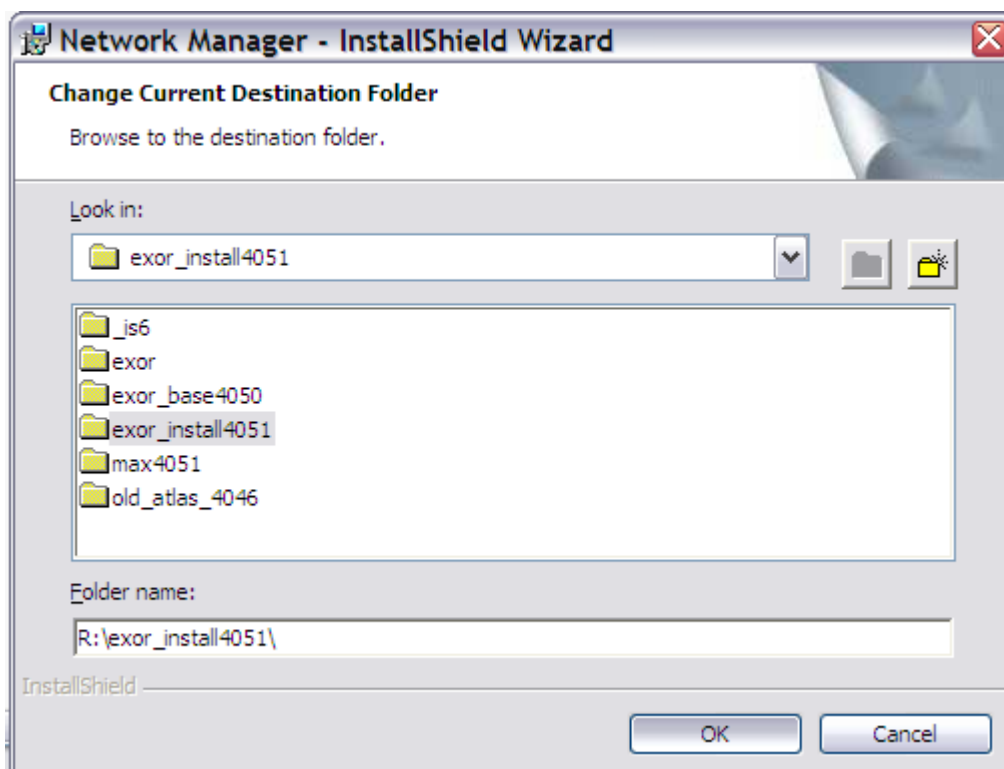 Network Manager - InstallShield Wizard
Change Current Destination Folder
Browse to the destination folder.
Look in:
exor_install4051
_is6
exor
exor_base4050
exor_install4051
max4051
old_atlas_4046
Folder name:
R:\exor_install4051\
InstallShield
OK Cancel